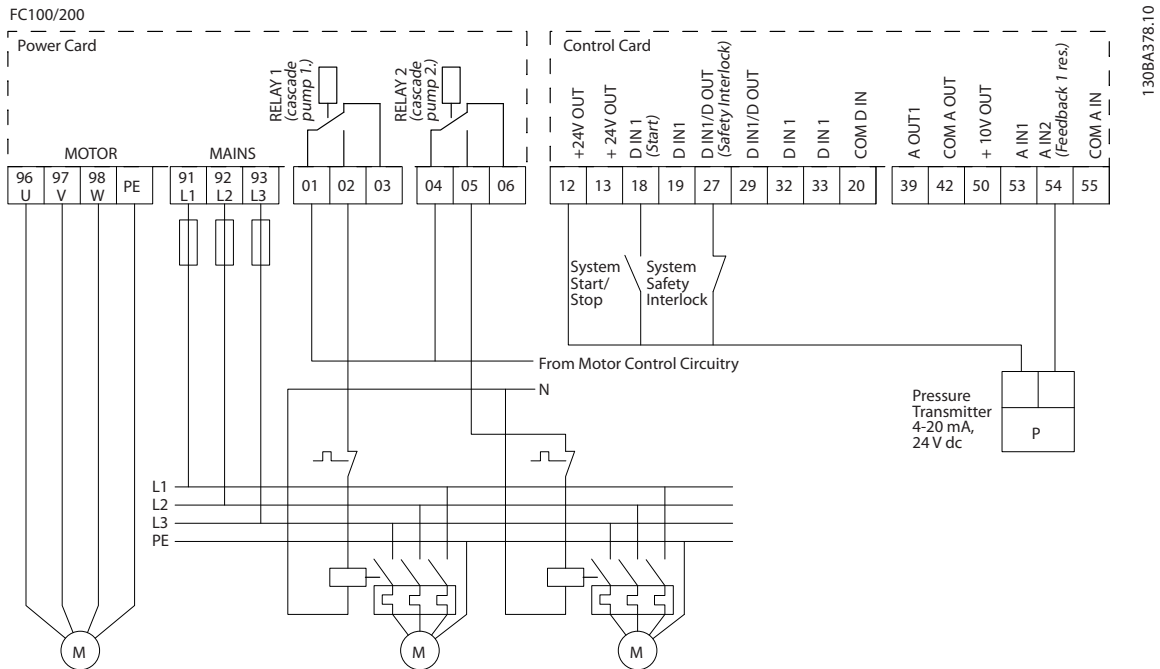 FC100/200
130BA378.10
Power Card
Control Card
RELAY 1
(cascade
pump 1.)
RELAY 2
(cascade
pump 2.)
+24V OUT
+ 24V OUT
D IN 1
(Start)
D IN1
D IN1/D OUT
(Safety Interlock)
D IN1/D OUT
D IN 1
D IN 1
COM D IN
A OUT1
COM A OUT
+ 10V OUT
A IN1
A IN2
(Feedback 1 res.)
COM A IN
MOTOR
MAINS
96
U
97
V
98
W
PE
91
L1
92
L2
93
L3
01
02
03
04
05
06
12
13
18
19
27
29
32
33
20
39
42
50
53
54
55
System
Start/
Stop
System
Safety
Interlock
From Motor Control Circuitry
N
Pressure
Transmitter
4-20 mA,
24 V dc
P
L1
L2
L3
PE
M
M
M